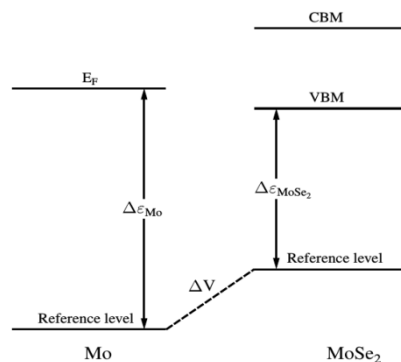 CBM
E_F
VBM
Δε_Mo
Δε_MoSe₂
Reference level
ΔV
Reference level
Mo
MoSe₂